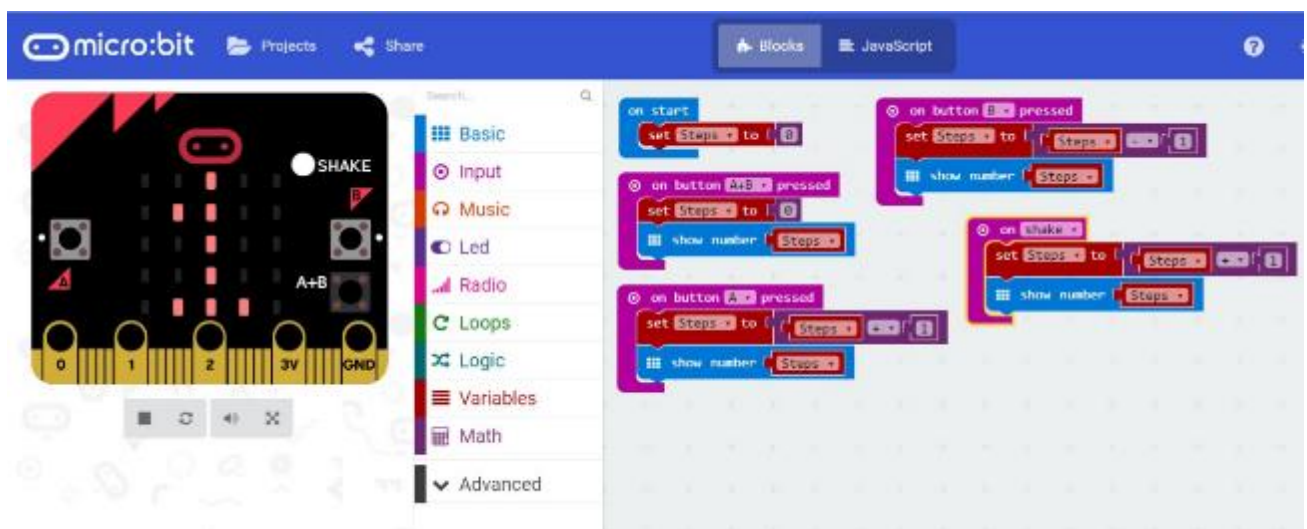 micro:bit Projects Share Blocks JavaScript ?
SHAKE
B
A
A+B
0 1 2 3V GND
Search...
Basic
Input
Music
Led
Radio
Loops
Logic
Variables
Math
Advanced
on start
set Steps to 0
on button A+B pressed
set Steps to 0
show number Steps
on button A pressed
set Steps to Steps + 1
show number Steps
on button B pressed
set Steps to Steps - 1
show number Steps
on shake
set Steps to Steps + 1
show number Steps